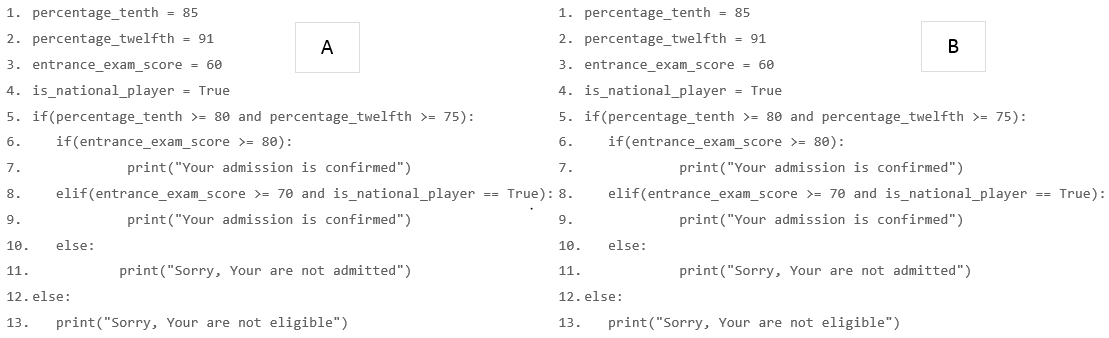 1. percentage_tenth = 85
2. percentage_twelfth = 91
A
3. entrance_exam_score = 60
4. is_national_player = True
5. if(percentage_tenth >= 80 and percentage_twelfth >= 75):
6. if(entrance_exam_score >= 80):
7. print("Your admission is confirmed")
8. elif(entrance_exam_score >= 70 and is_national_player == True):
9. print("Your admission is confirmed")
10. else:
11. print("Sorry, Your are not admitted")
12. else:
13. print("Sorry, Your are not eligible")
1. percentage_tenth = 85
2. percentage_twelfth = 91
B
3. entrance_exam_score = 60
4. is_national_player = True
5. if(percentage_tenth >= 80 and percentage_twelfth >= 75):
6. if(entrance_exam_score >= 80):
7. print("Your admission is confirmed")
8. elif(entrance_exam_score >= 70 and is_national_player == True):
9. print("Your admission is confirmed")
10. else:
11. print("Sorry, Your are not admitted")
12. else:
13. print("Sorry, Your are not eligible")